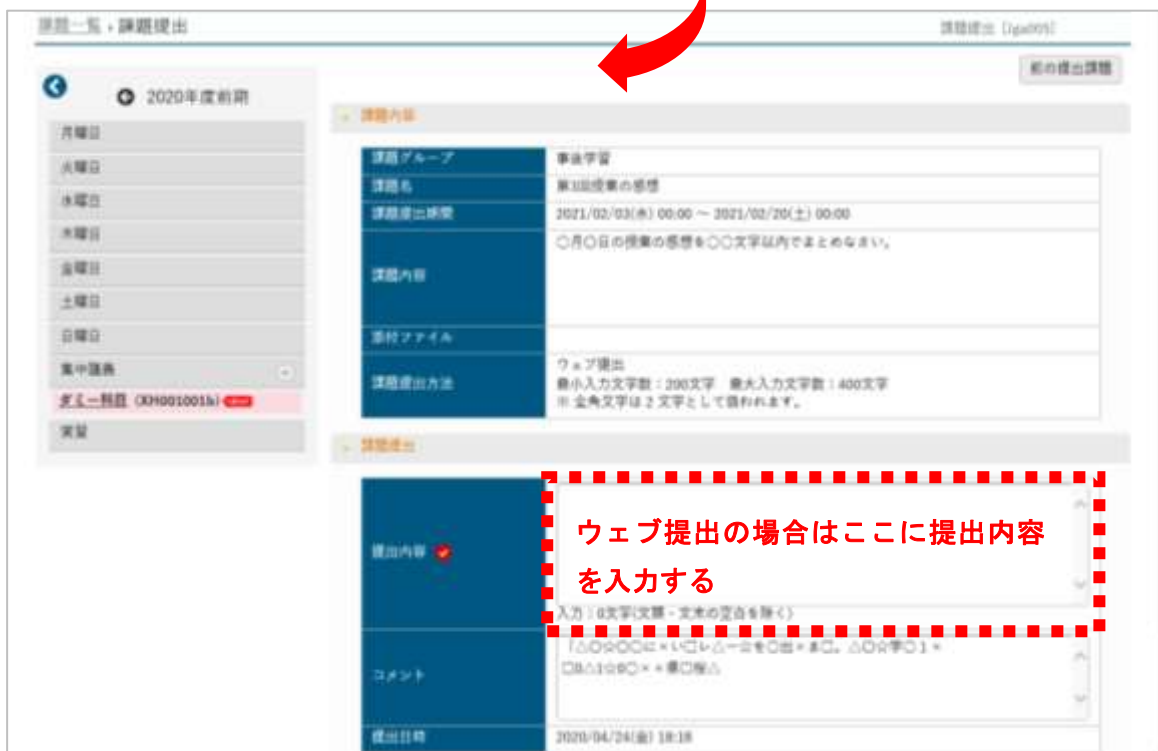 課題一覧 › 課題提出
課題提出
前の提出課題
2020年度前期
課題内容
月曜日
火曜日
水曜日
木曜日
金曜日
土曜日
日曜日
集中講義
ダミー科目 (XH001001b)
実習
課題グループ 事後学習
課題名 第3回授業の感想
課題提出期間 2021/02/03(水) 00:00 ～ 2021/02/20(土) 00:00
課題内容 〇月〇日の授業の感想を〇〇文字以内でまとめなさい。
添付ファイル
課題提出方法 ウェブ提出
最小入力文字数：200文字 最大入力文字数：400文字
※ 全角文字は２文字として扱われます。
課題提出
提出内容
ウェブ提出の場合はここに提出内容
を入力する
入力：0文字(文頭・文末の空白を除く)
コメント
提出日時 2020/04/24(金) 18:18